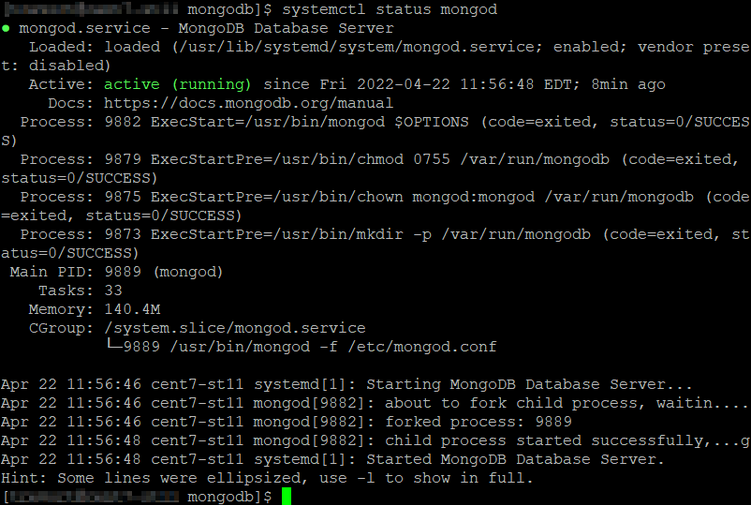 mongodb]$ systemctl status mongod
● mongod.service - MongoDB Database Server
   Loaded: loaded (/usr/lib/systemd/system/mongod.service; enabled; vendor prese
t: disabled)
   Active: active (running) since Fri 2022-04-22 11:56:48 EDT; 8min ago
     Docs: https://docs.mongodb.org/manual
  Process: 9882 ExecStart=/usr/bin/mongod $OPTIONS (code=exited, status=0/SUCCES
S)
  Process: 9879 ExecStartPre=/usr/bin/chmod 0755 /var/run/mongodb (code=exited,
status=0/SUCCESS)
  Process: 9875 ExecStartPre=/usr/bin/chown mongod:mongod /var/run/mongodb (code
=exited, status=0/SUCCESS)
  Process: 9873 ExecStartPre=/usr/bin/mkdir -p /var/run/mongodb (code=exited, st
atus=0/SUCCESS)
 Main PID: 9889 (mongod)
    Tasks: 33
   Memory: 140.4M
   CGroup: /system.slice/mongod.service
           └─9889 /usr/bin/mongod -f /etc/mongod.conf

Apr 22 11:56:46 cent7-st11 systemd[1]: Starting MongoDB Database Server...
Apr 22 11:56:46 cent7-st11 mongod[9882]: about to fork child process, waitin....
Apr 22 11:56:46 cent7-st11 mongod[9882]: forked process: 9889
Apr 22 11:56:48 cent7-st11 mongod[9882]: child process started successfully,...g
Apr 22 11:56:48 cent7-st11 systemd[1]: Started MongoDB Database Server.
Hint: Some lines were ellipsized, use -l to show in full.
[ mongodb]$